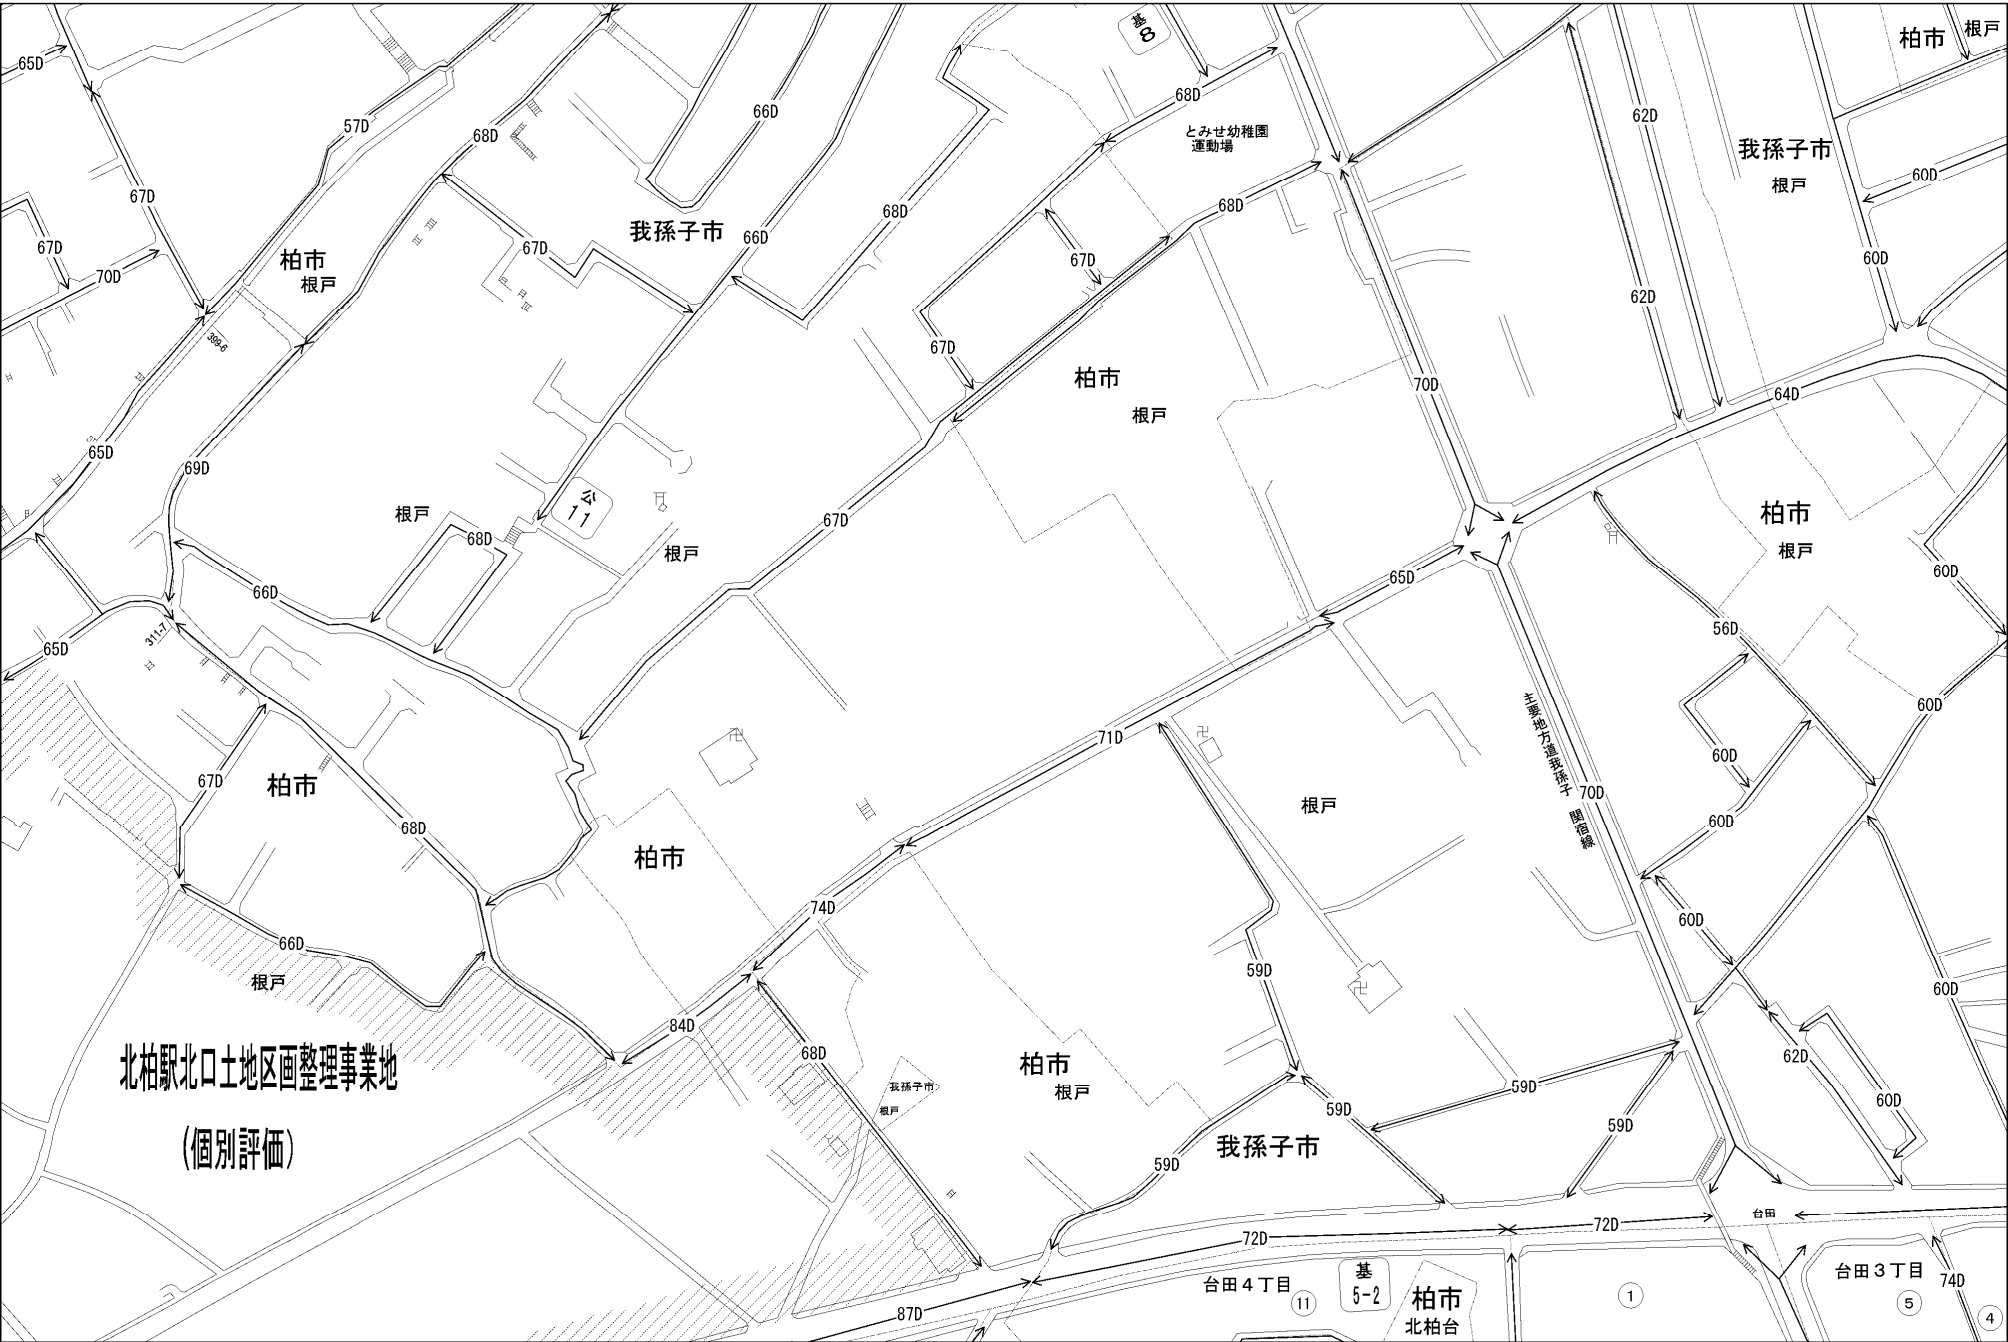 基
8
柏市
根戸
65D
57D
68D
66D
68D
62D
とみせ幼稚園
運動場
我孫子市
根戸
60D
67D
67D
70D
柏市
根戸
67D
我孫子市
66D
68D
67D
68D
62D
60D
399-6
67D
柏市
根戸
70D
64D
65D
69D
根戸
公
11
68D
根戸
67D
柏市
根戸
65D
60D
66D
311-7
65D
56D
60D
71D
67D
柏市
68D
柏市
根戸
主要地方道我孫子 関宿線
70D
60D
60D
74D
60D
66D
根戸
59D
60D
84D
68D
62D
北柏駅北口土地区画整理事業地
(個別評価)
我孫子市
根戸
柏市
根戸
59D
59D
59D
60D
我孫子市
59D
72D
72D
台田
87D
台田4丁目
11
基
5-2
柏市
北柏台
1
台田3丁目
5
74D
4